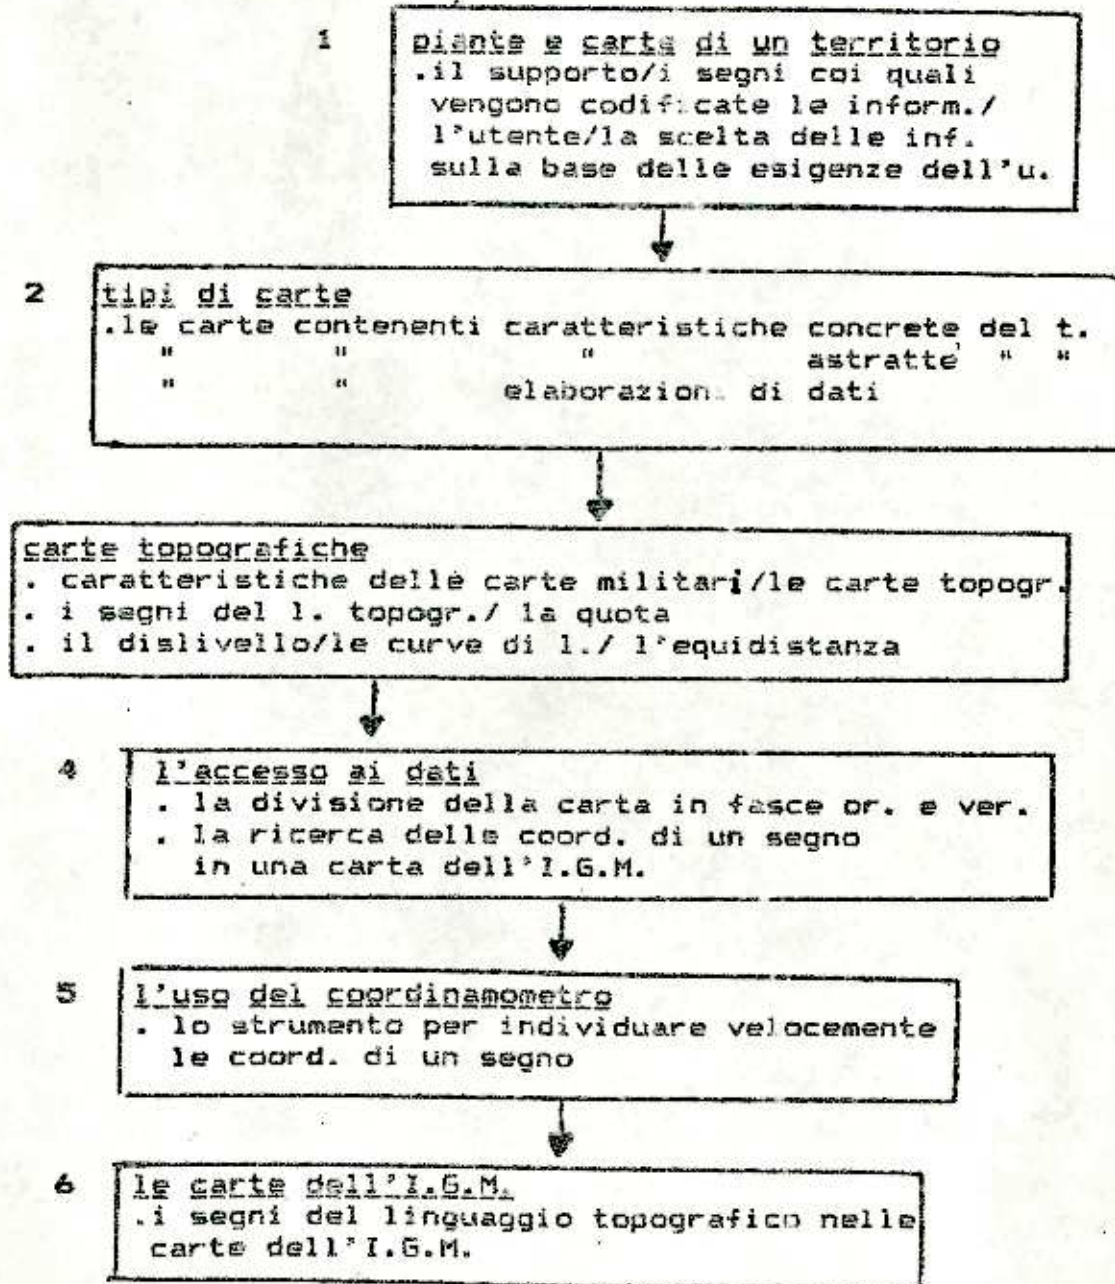 1
piante e carte di un territorio
.il supporto/i segni coi quali
vengono codificate le inform./
l'utente/la scelta delle inf.
sulla base delle esigenze dell'u.
2
tipi di carte
.le carte contenenti caratteristiche concrete del t.
" " " astratte " "
" " elaborazioni di dati
carte topografiche
. caratteristiche delle carte militari/le carte topogr.
. i segni del l. topogr./ la quota
. il dislivello/le curve di l./ l'equidistanza
4
l'accesso ai dati
. la divisione della carta in fasce or. e ver.
. la ricerca delle coord. di un segno
in una carta dell'I.G.M.
5
l'uso del coordinamometro
. lo strumento per individuare velocemente
le coord. di un segno
6
le carte dell'I.G.M.
.i segni del linguaggio topografico nelle
carte dell'I.G.M.